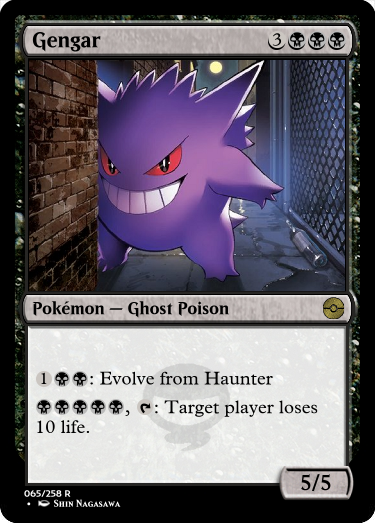 Gengar 3
Pokémon — Ghost Poison
1 : Evolve from Haunter
, : Target player loses
10 life.
5/5
065/258 R
• Shin Nagasawa